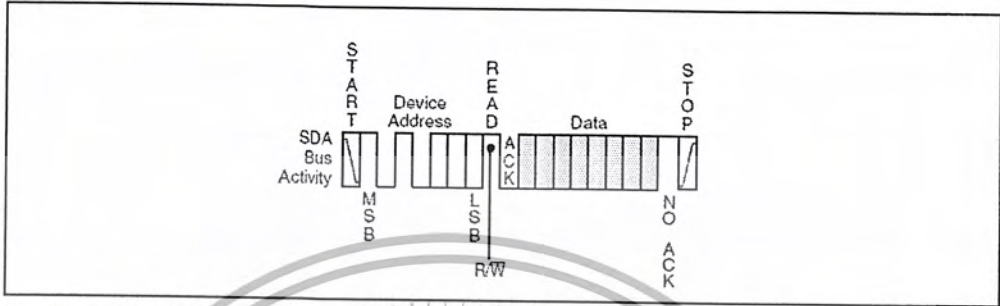 START
READ
STOP
Device
Address
Data
SDA
Bus
Activity
ACK
MSB
LSB
NO ACK
R/W